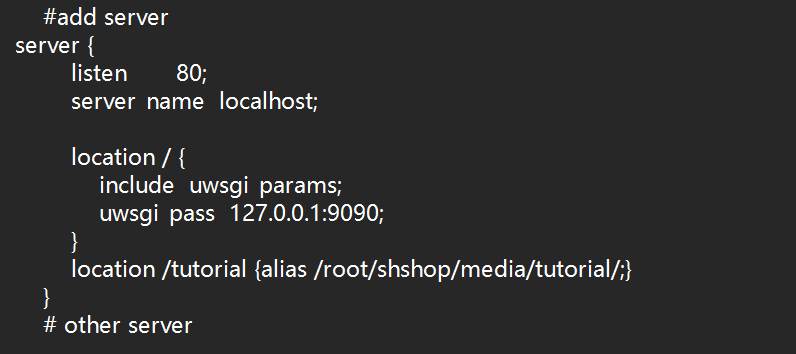 #add server
server {
listen 80;
server name localhost;
location / {
include uwsgi params;
uwsgi pass 127.0.0.1:9090;
}
location /tutorial {alias /root/shshop/media/tutorial/;}
}
# other server